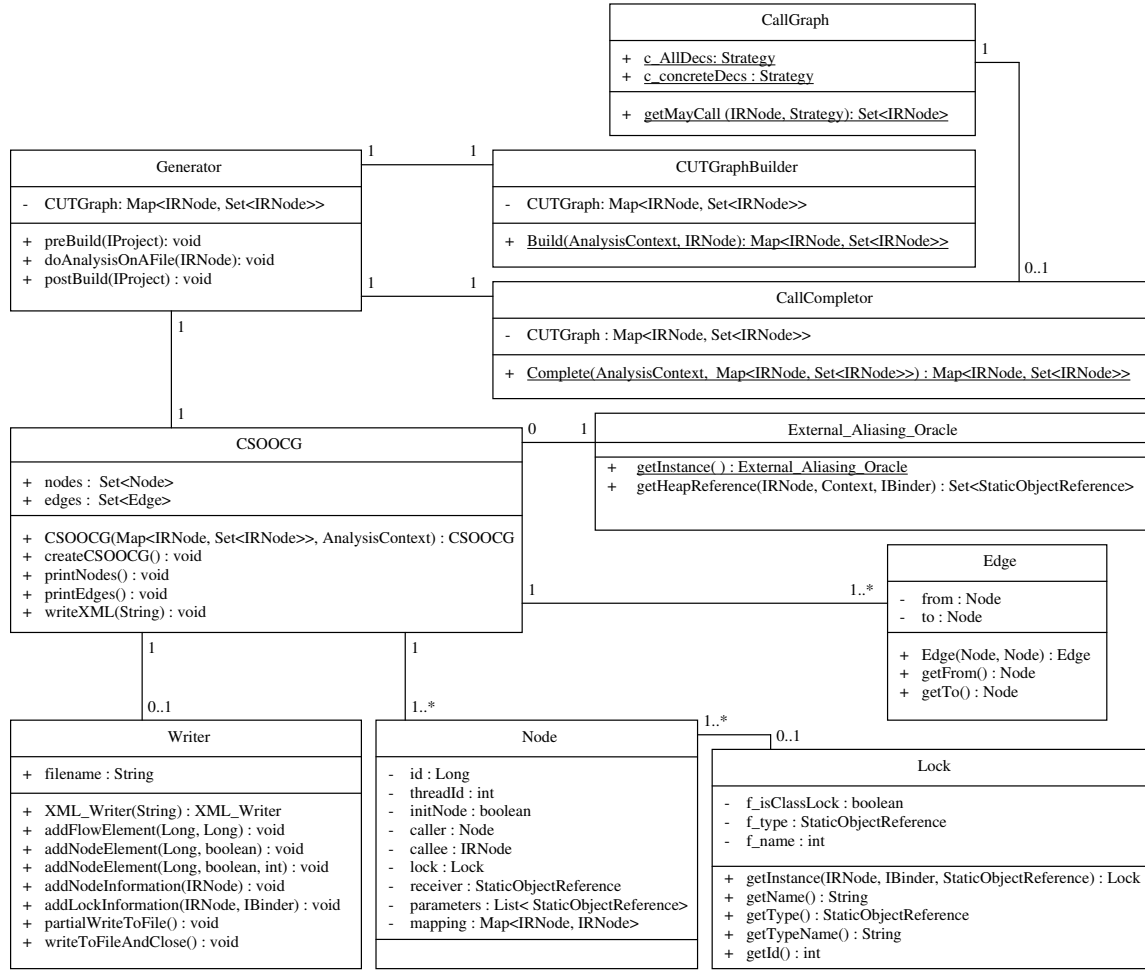 CallGraph
+ c_AllDecs: Strategy
+ c_concreteDecs : Strategy
+ getMayCall (IRNode, Strategy): Set<IRNode>
1
0..1
Generator
- CUTGraph: Map<IRNode, Set<IRNode>>
+ preBuild(IProject): void
+ doAnalysisOnAFile(IRNode): void
+ postBuild(IProject) : void
1
1
CUTGraphBuilder
- CUTGraph: Map<IRNode, Set<IRNode>>
+ Build(AnalysisContext, IRNode): Map<IRNode, Set<IRNode>>
1
1
CallCompletor
- CUTGraph : Map<IRNode, Set<IRNode>>
+ Complete(AnalysisContext, Map<IRNode, Set<IRNode>>) : Map<IRNode, Set<IRNode>>
1
1
CSOOCG
+ nodes : Set<Node>
+ edges : Set<Edge>
+ CSOOCG(Map<IRNode, Set<IRNode>>, AnalysisContext) : CSOOCG
+ createCSOOCG() : void
+ printNodes() : void
+ printEdges() : void
+ writeXML(String) : void
0
1
External_Aliasing_Oracle
+ getInstance( ) : External_Aliasing_Oracle
+ getHeapReference(IRNode, Context, IBinder) : Set<StaticObjectReference>
1
1..*
Edge
- from : Node
- to : Node
+ Edge(Node, Node) : Edge
+ getFrom() : Node
+ getTo() : Node
1
0..1
Writer
+ filename : String
+ XML_Writer(String) : XML_Writer
+ addFlowElement(Long, Long) : void
+ addNodeElement(Long, boolean) : void
+ addNodeElement(Long, boolean, int) : void
+ addNodeInformation(IRNode) : void
+ addLockInformation(IRNode, IBinder) : void
+ partialWriteToFile() : void
+ writeToFileAndClose() : void
1
1..*
Node
- id : Long
- threadId : int
- initNode : boolean
- caller : Node
- callee : IRNode
- lock : Lock
- receiver : StaticObjectReference
- parameters : List< StaticObjectReference>
- mapping : Map<IRNode, IRNode>
1..*
0..1
Lock
- f_isClassLock : boolean
- f_type : StaticObjectReference
- f_name : int
+ getInstance(IRNode, IBinder, StaticObjectReference) : Lock
+ getName() : String
+ getType() : StaticObjectReference
+ getTypeName() : String
+ getId() : int